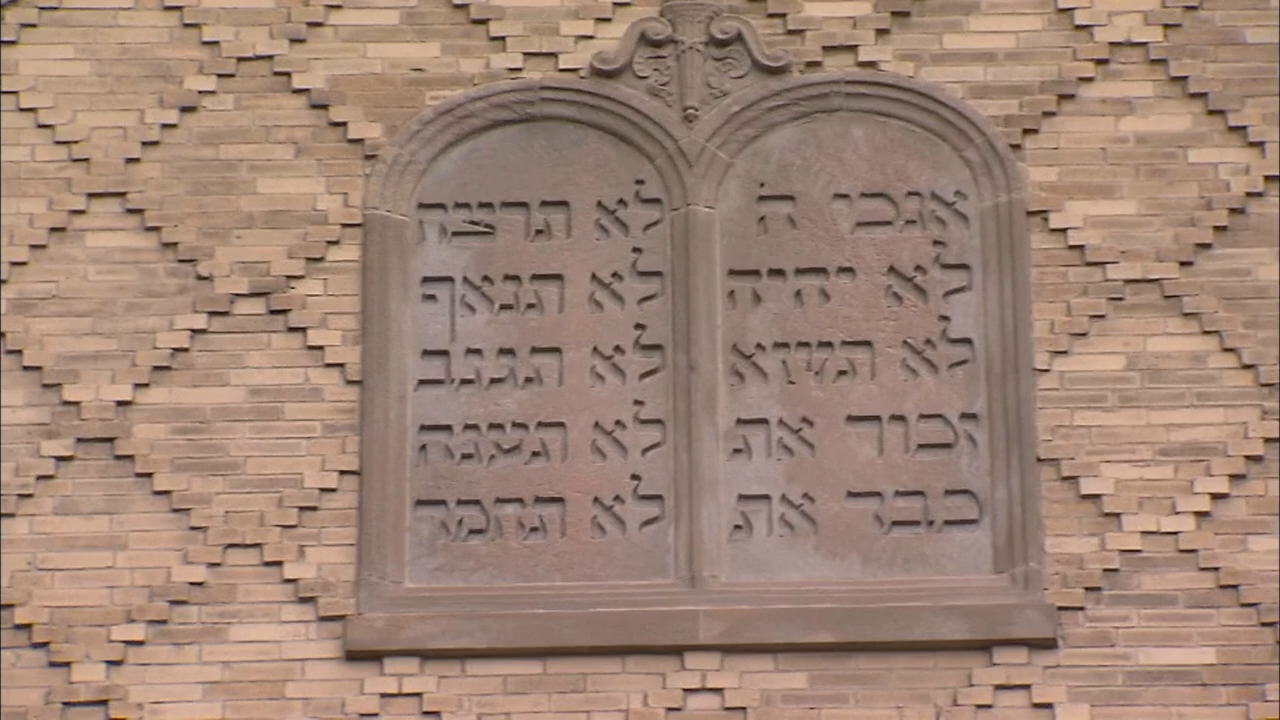 אנכי ה
לא יהיה
לא תשא
זכור את
כבד את
לא תרצח
לא תנאף
לא תגנב
לא תענה
לא תחמד